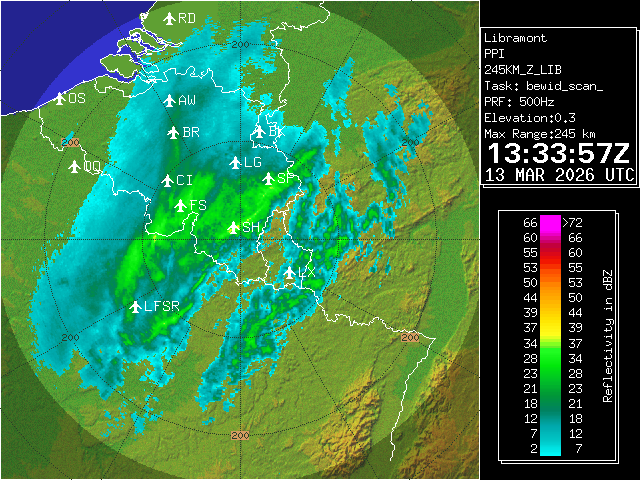 Libramont
PPI
245KM_Z_LIB
Task: bewid_scan_
PRF: 500Hz
Elevation:0.3
Max Range:245 km
13:33:57Z
13 MAR 2026 UTC
RD
200
OS
AW
BR
200
200
LG
CI
SP
FS
SH
LX
LFSR
200
200
200
66 >72
60 66
55 60
53 55
50 53
44 50
39 44
37 39
34 37
28 34
23 28
21 23
18 21
12 18
7 12
2 7
Reflectivity in dBZ